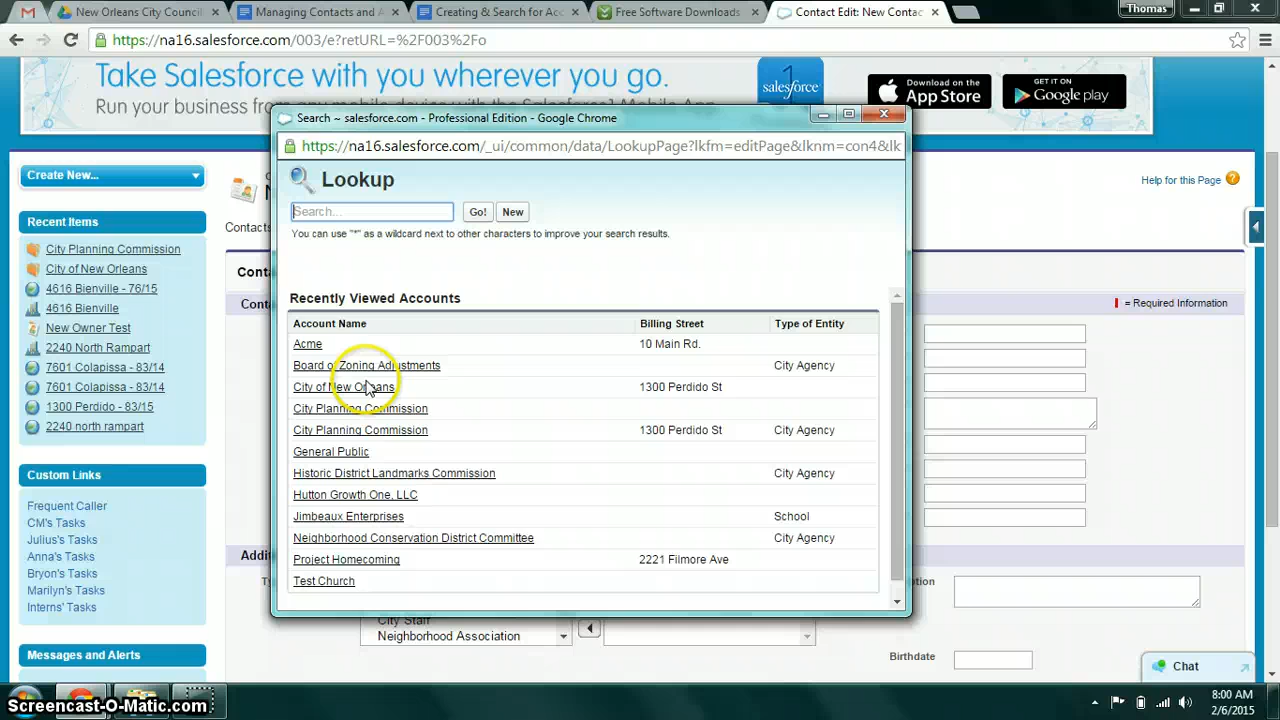 New Orleans City Council
Managing Contacts and A
Creating & Search for Acc
Free Software Downloads
Contact Edit: New Contac
Thomas
https://na16.salesforce.com/003/e?retURL=%2F003%2Fo
Take Salesforce with you wherever you go.
Run your business from
salesforce1 Mobile App
salesforce
Download on the
App Store
GET IT ON
Google play
Search ~ salesforce.com - Professional Edition - Google Chrome
https://na16.salesforce.com/_ui/common/data/LookupPage?lkfm=editPage&lknm=con4&lk
Lookup
Search...
Go!
New
You can use "*" as a wildcard next to other characters to improve your search results.
Recently Viewed Accounts
Account Name Billing Street Type of Entity
Acme 10 Main Rd.
Board of Zoning Adjustments City Agency
City of New Orleans 1300 Perdido St
City Planning Commission
City Planning Commission 1300 Perdido St City Agency
General Public
Historic District Landmarks Commission City Agency
Hutton Growth One, LLC
Jimbeaux Enterprises School
Neighborhood Conservation District Committee City Agency
Project Homecoming 2221 Filmore Ave
Test Church
Create New...
Recent Items
City Planning Commission
City of New Orleans
4616 Bienville - 76/15
4616 Bienville
New Owner Test
2240 North Rampart
7601 Colapissa - 83/14
7601 Colapissa - 83/14
1300 Perdido - 83/15
2240 north rampart
Custom Links
Frequent Caller
CM's Tasks
Julius's Tasks
Anna's Tasks
Bryon's Tasks
Marilyn's Tasks
Interns' Tasks
Messages and Alerts
Help for this Page
Contacts
Conta
Cont
= Required Information
Addi
City Staff
Neighborhood Association
Birthdate
Chat
Screencast-O-Matic.com
8:00 AM
2/6/2015